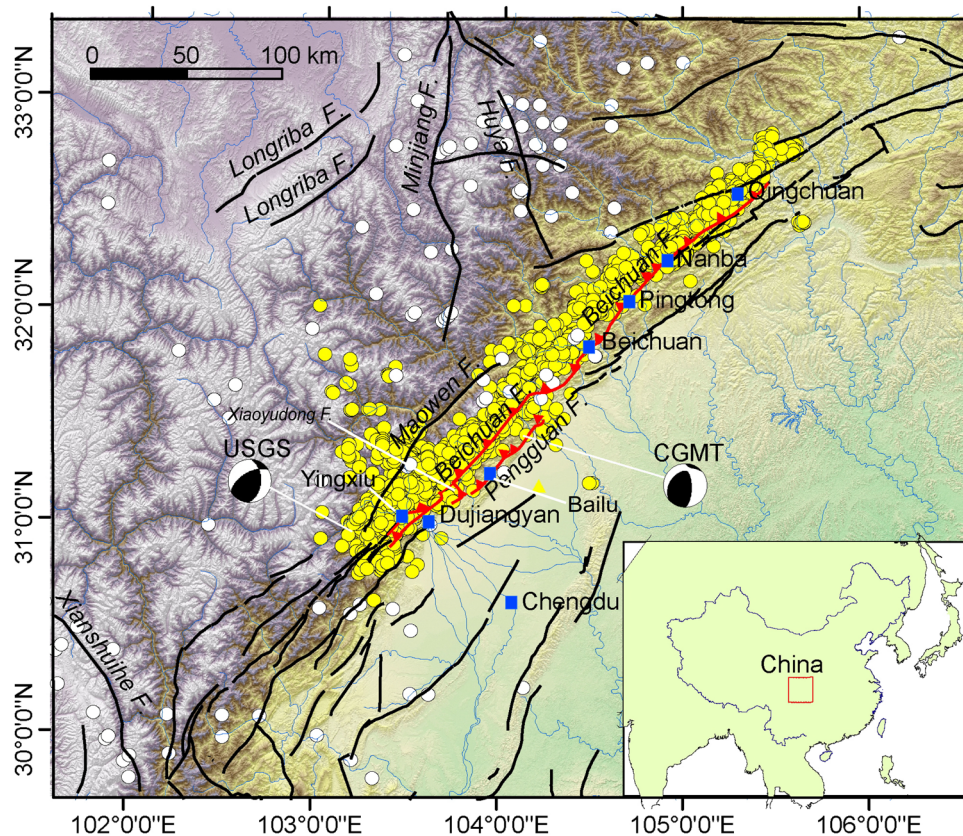 0 50 100 km
33°0'0"N
32°0'0"N
31°0'0"N
30°0'0"N
Longriba F.
Longriba F.
Minjiang F.
Huya F.
Qingchuan
Nanba
Beichuan F.
Pingtong
Beichuan
Maowen F.
Xiaoyudong F.
Beichuan F.
Pengguan F.
USGS
CGMT
Yingxiu
Bailu
Dujiangyan
Chengdu
Xianshuihe F.
China
102°0'0"E
103°0'0"E
104°0'0"E
105°0'0"E
106°0'0"E